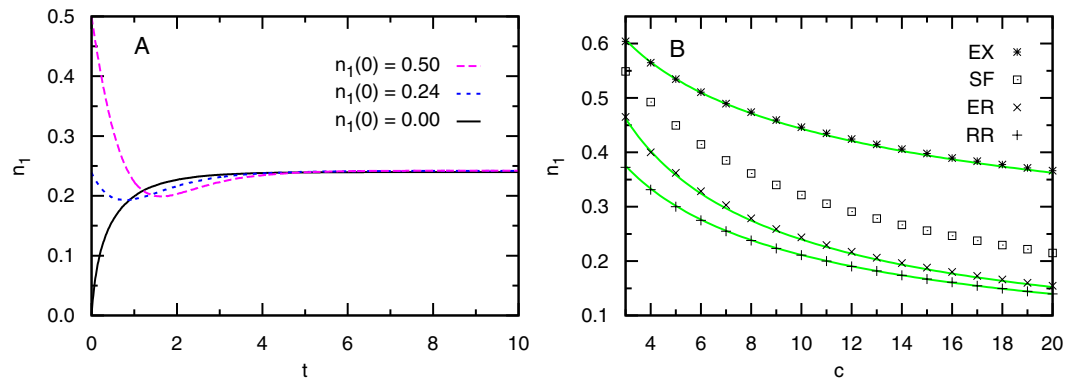 A
n1(0) = 0.50
n1(0) = 0.24
n1(0) = 0.00
0.5
0.4
0.3
0.2
0.1
0.0
n1
0 2 4 6 8 10
t
B
EX
SF
ER
RR
0.6
0.5
0.4
0.3
0.2
0.1
n1
4 6 8 10 12 14 16 18 20
c